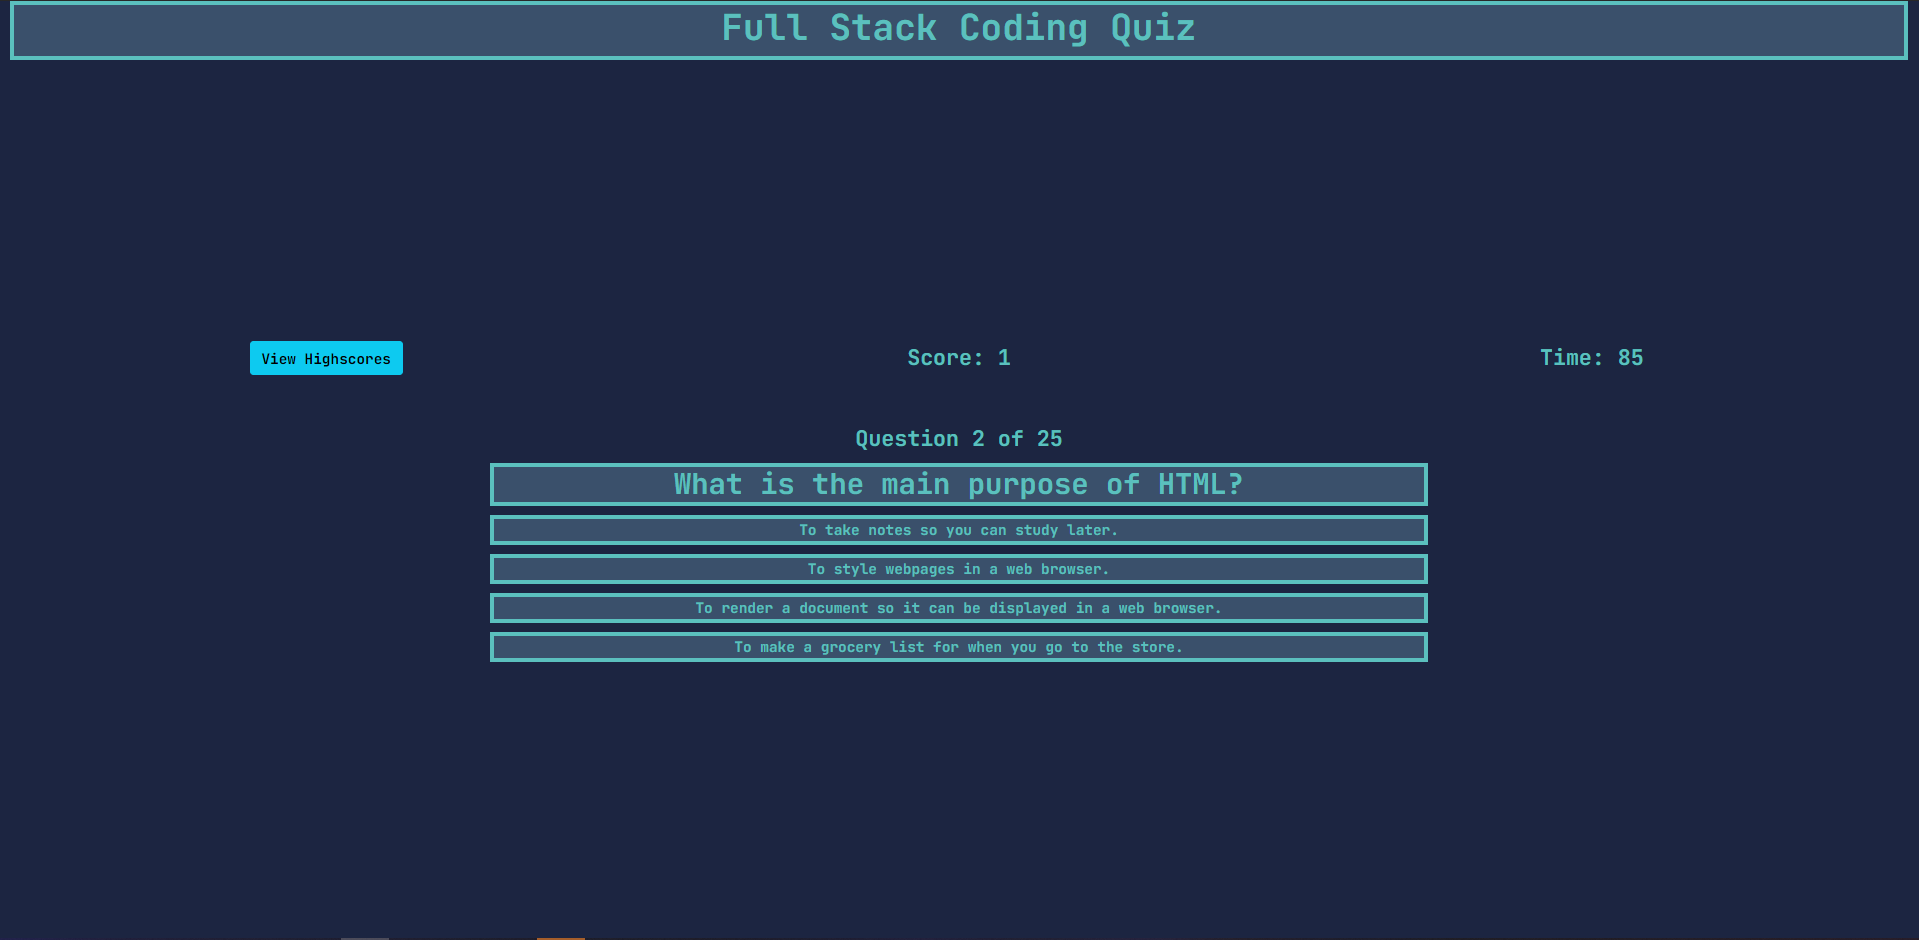 Full Stack Coding Quiz
View Highscores
Score: 1
Time: 85
Question 2 of 25
What is the main purpose of HTML?
To take notes so you can study later.
To style webpages in a web browser.
To render a document so it can be displayed in a web browser.
To make a grocery list for when you go to the store.